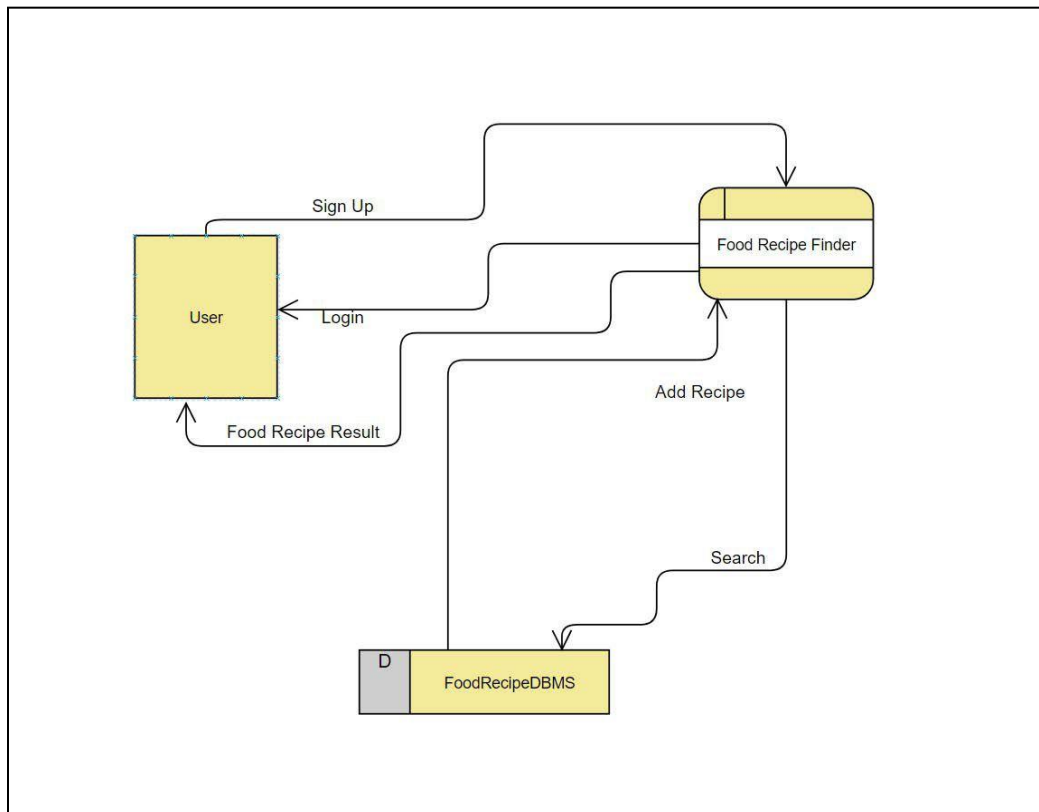 Sign Up
Food Recipe Finder
User
Login
Add Recipe
Food Recipe Result
Search
D
FoodRecipeDBMS